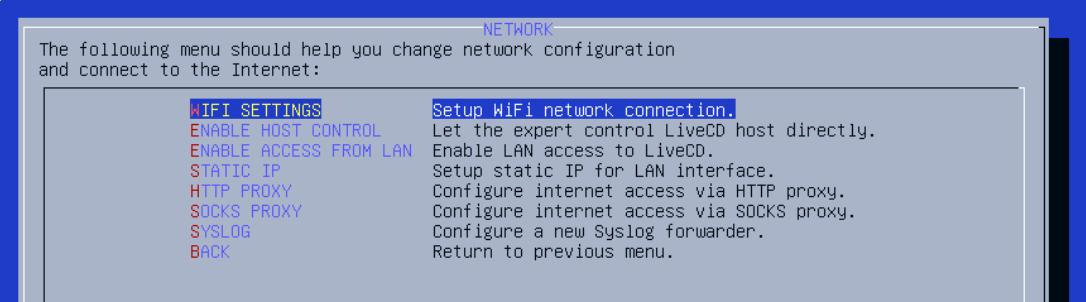 NETWORK
The following menu should help you change network configuration
and connect to the Internet:
WIFI SETTINGS Setup WiFi network connection.
ENABLE HOST CONTROL Let the expert control LiveCD host directly.
ENABLE ACCESS FROM LAN Enable LAN access to LiveCD.
STATIC IP Setup static IP for LAN interface.
HTTP PROXY Configure internet access via HTTP proxy.
SOCKS PROXY Configure internet access via SOCKS proxy.
SYSLOG Configure a new Syslog forwarder.
BACK Return to previous menu.